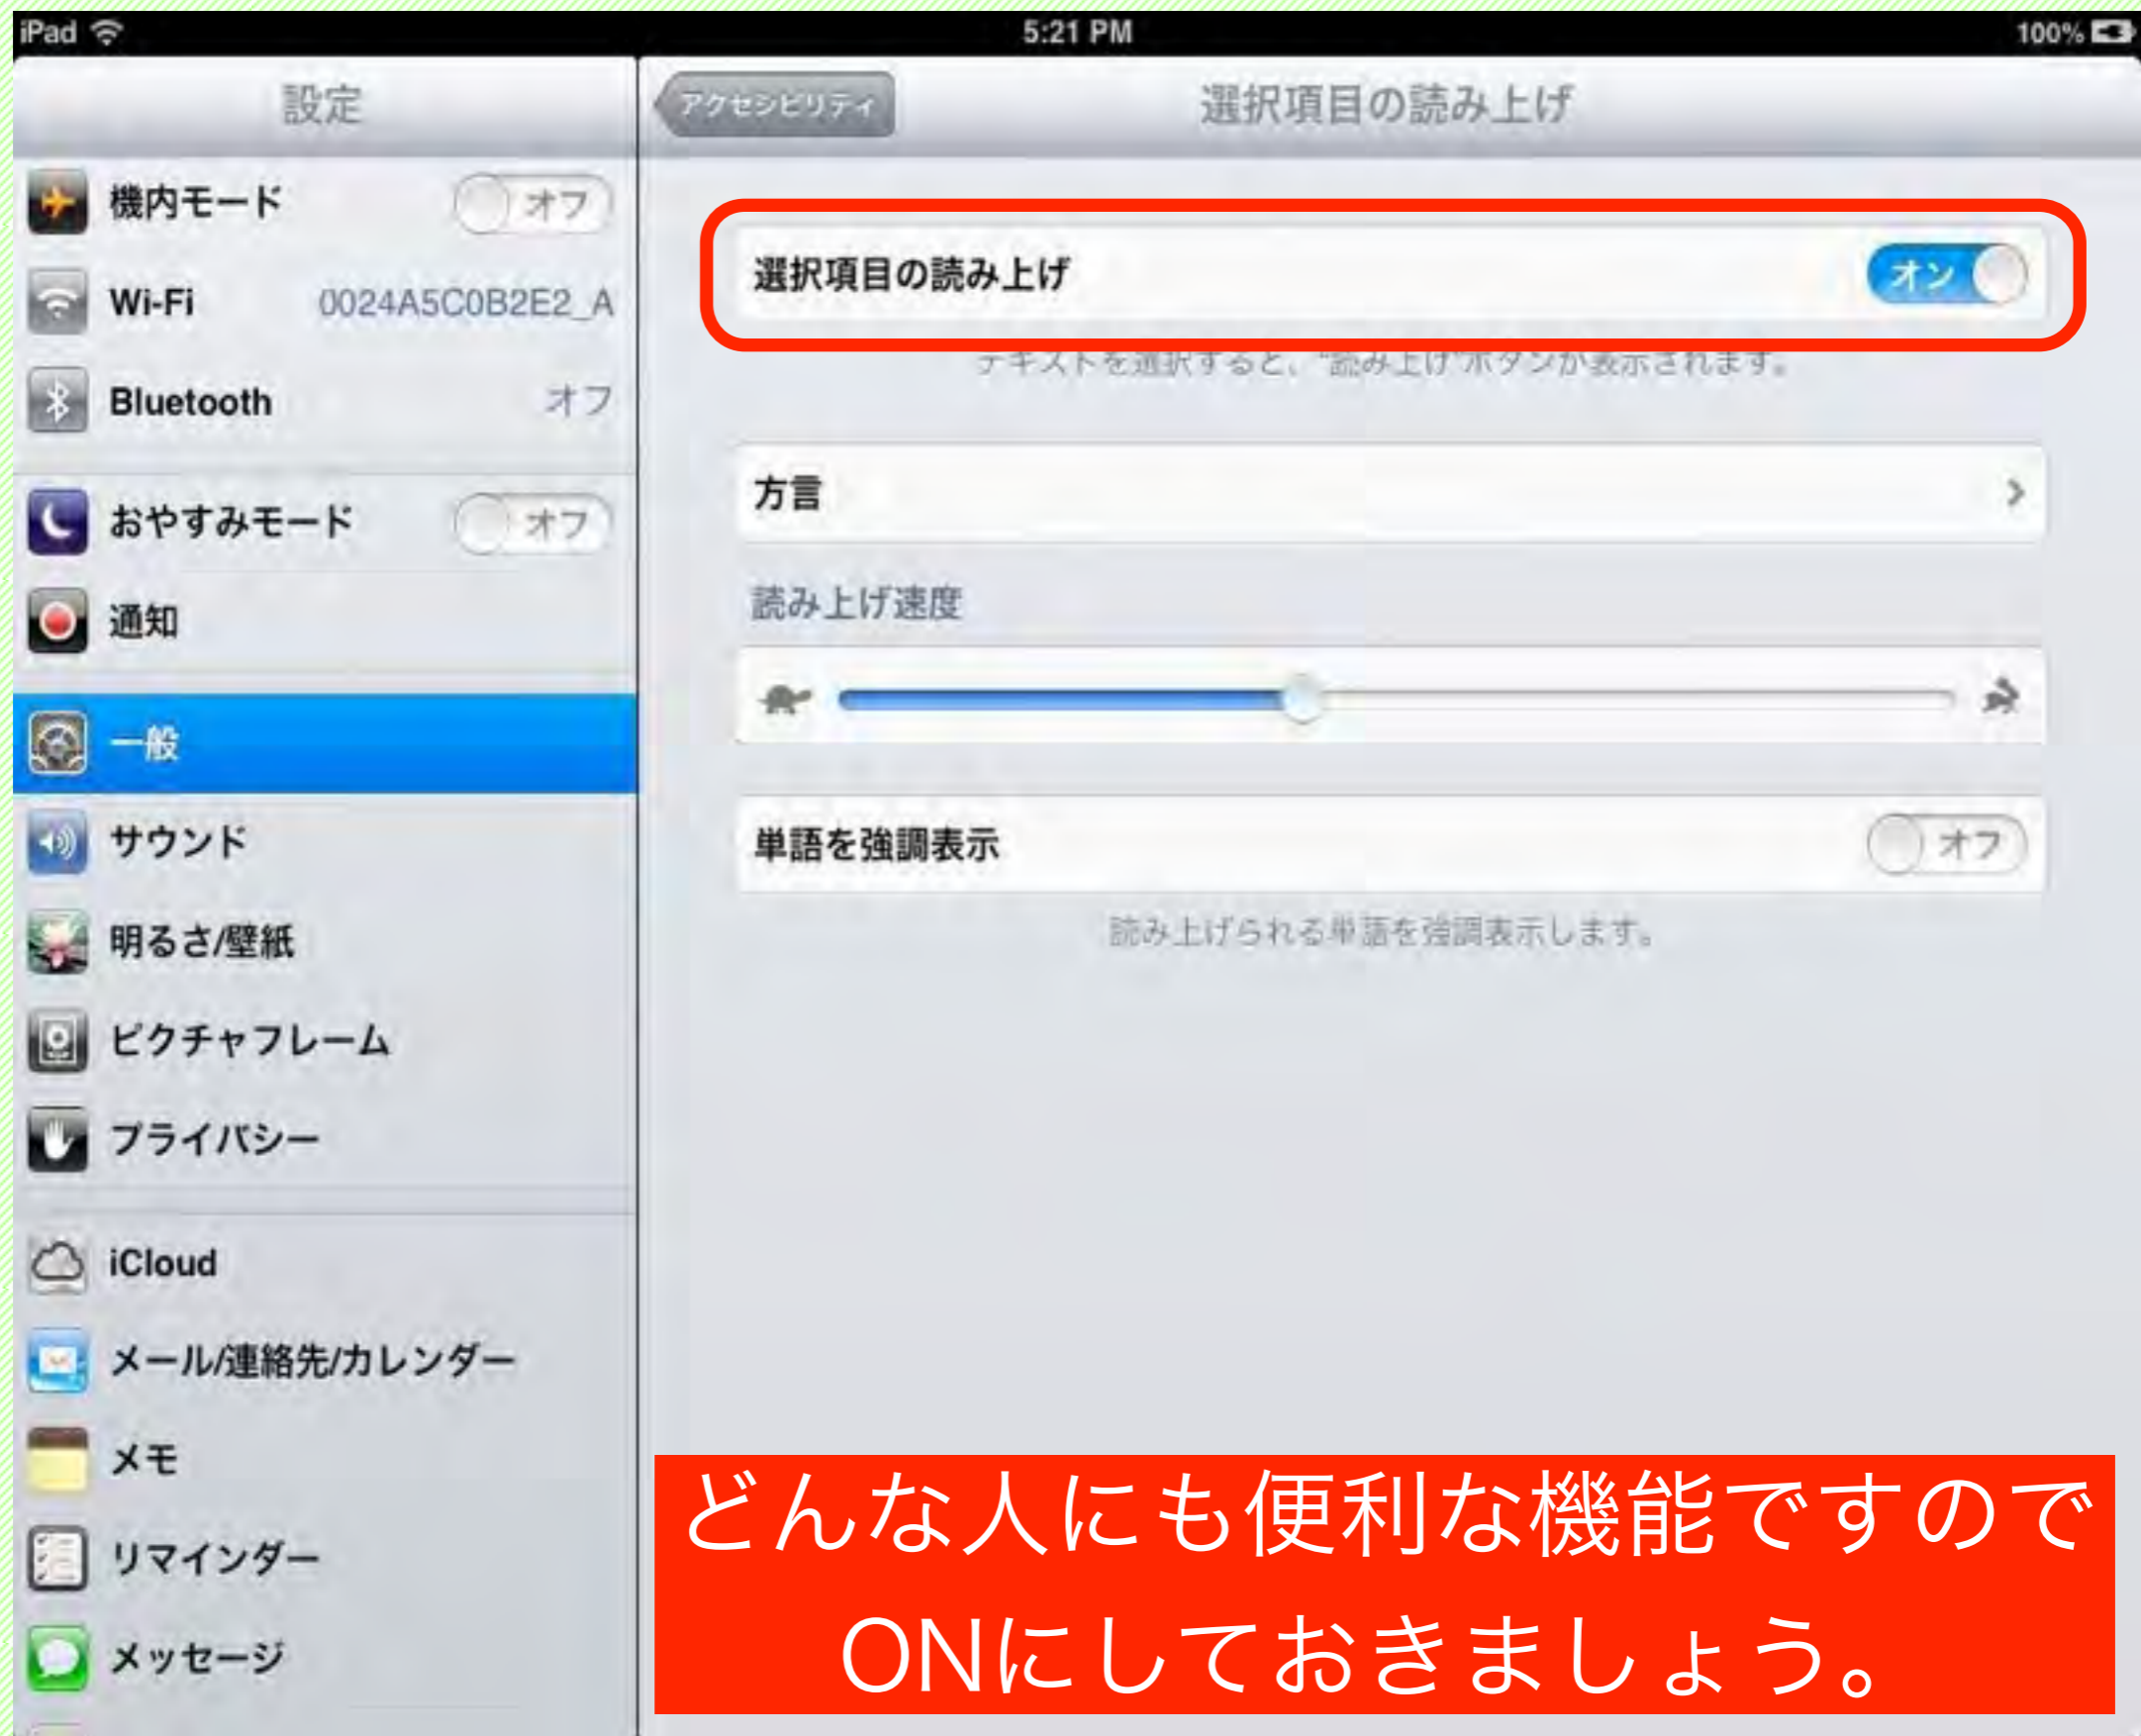 iPad
5:21 PM
100%
設定
機内モード オフ
Wi-Fi 0024A5C0B2E2_A
Bluetooth オフ
おやすみモード オフ
通知
一般
サウンド
明るさ/壁紙
ピクチャフレーム
プライバシー
iCloud
メール/連絡先/カレンダー
メモ
リマインダー
メッセージ
アクセシビリティ
選択項目の読み上げ
選択項目の読み上げ オン
テキストを選択すると、“読み上げ”ボタンが表示されます。
方言
読み上げ速度
単語を強調表示 オフ
読み上げられる単語を強調表示します。
どんな人にも便利な機能ですので
ONにしておきましょう。